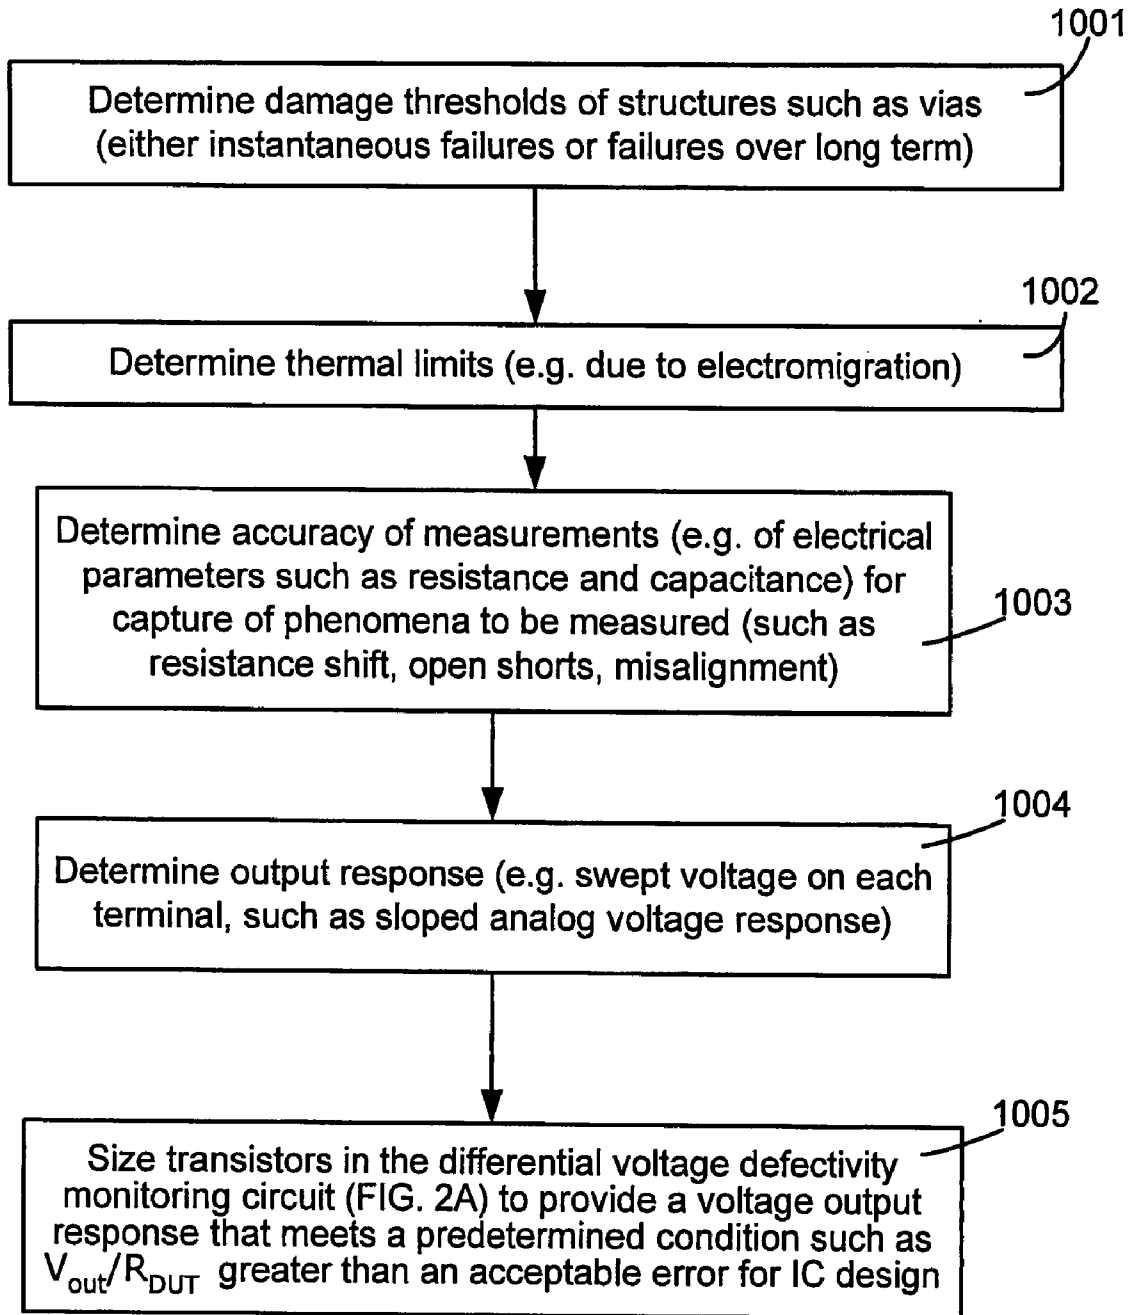 1001
Determine damage thresholds of structures such as vias
(either instantaneous failures or failures over long term)
1002
Determine thermal limits (e.g. due to electromigration)
Determine accuracy of measurements (e.g. of electrical
parameters such as resistance and capacitance) for
capture of phenomena to be measured (such as
resistance shift, open shorts, misalignment)
1003
1004
Determine output response (e.g. swept voltage on each
terminal, such as sloped analog voltage response)
1005
Size transistors in the differential voltage defectivity
monitoring circuit (FIG. 2A) to provide a voltage output
response that meets a predetermined condition such as
Vout/RDUT greater than an acceptable error for IC design